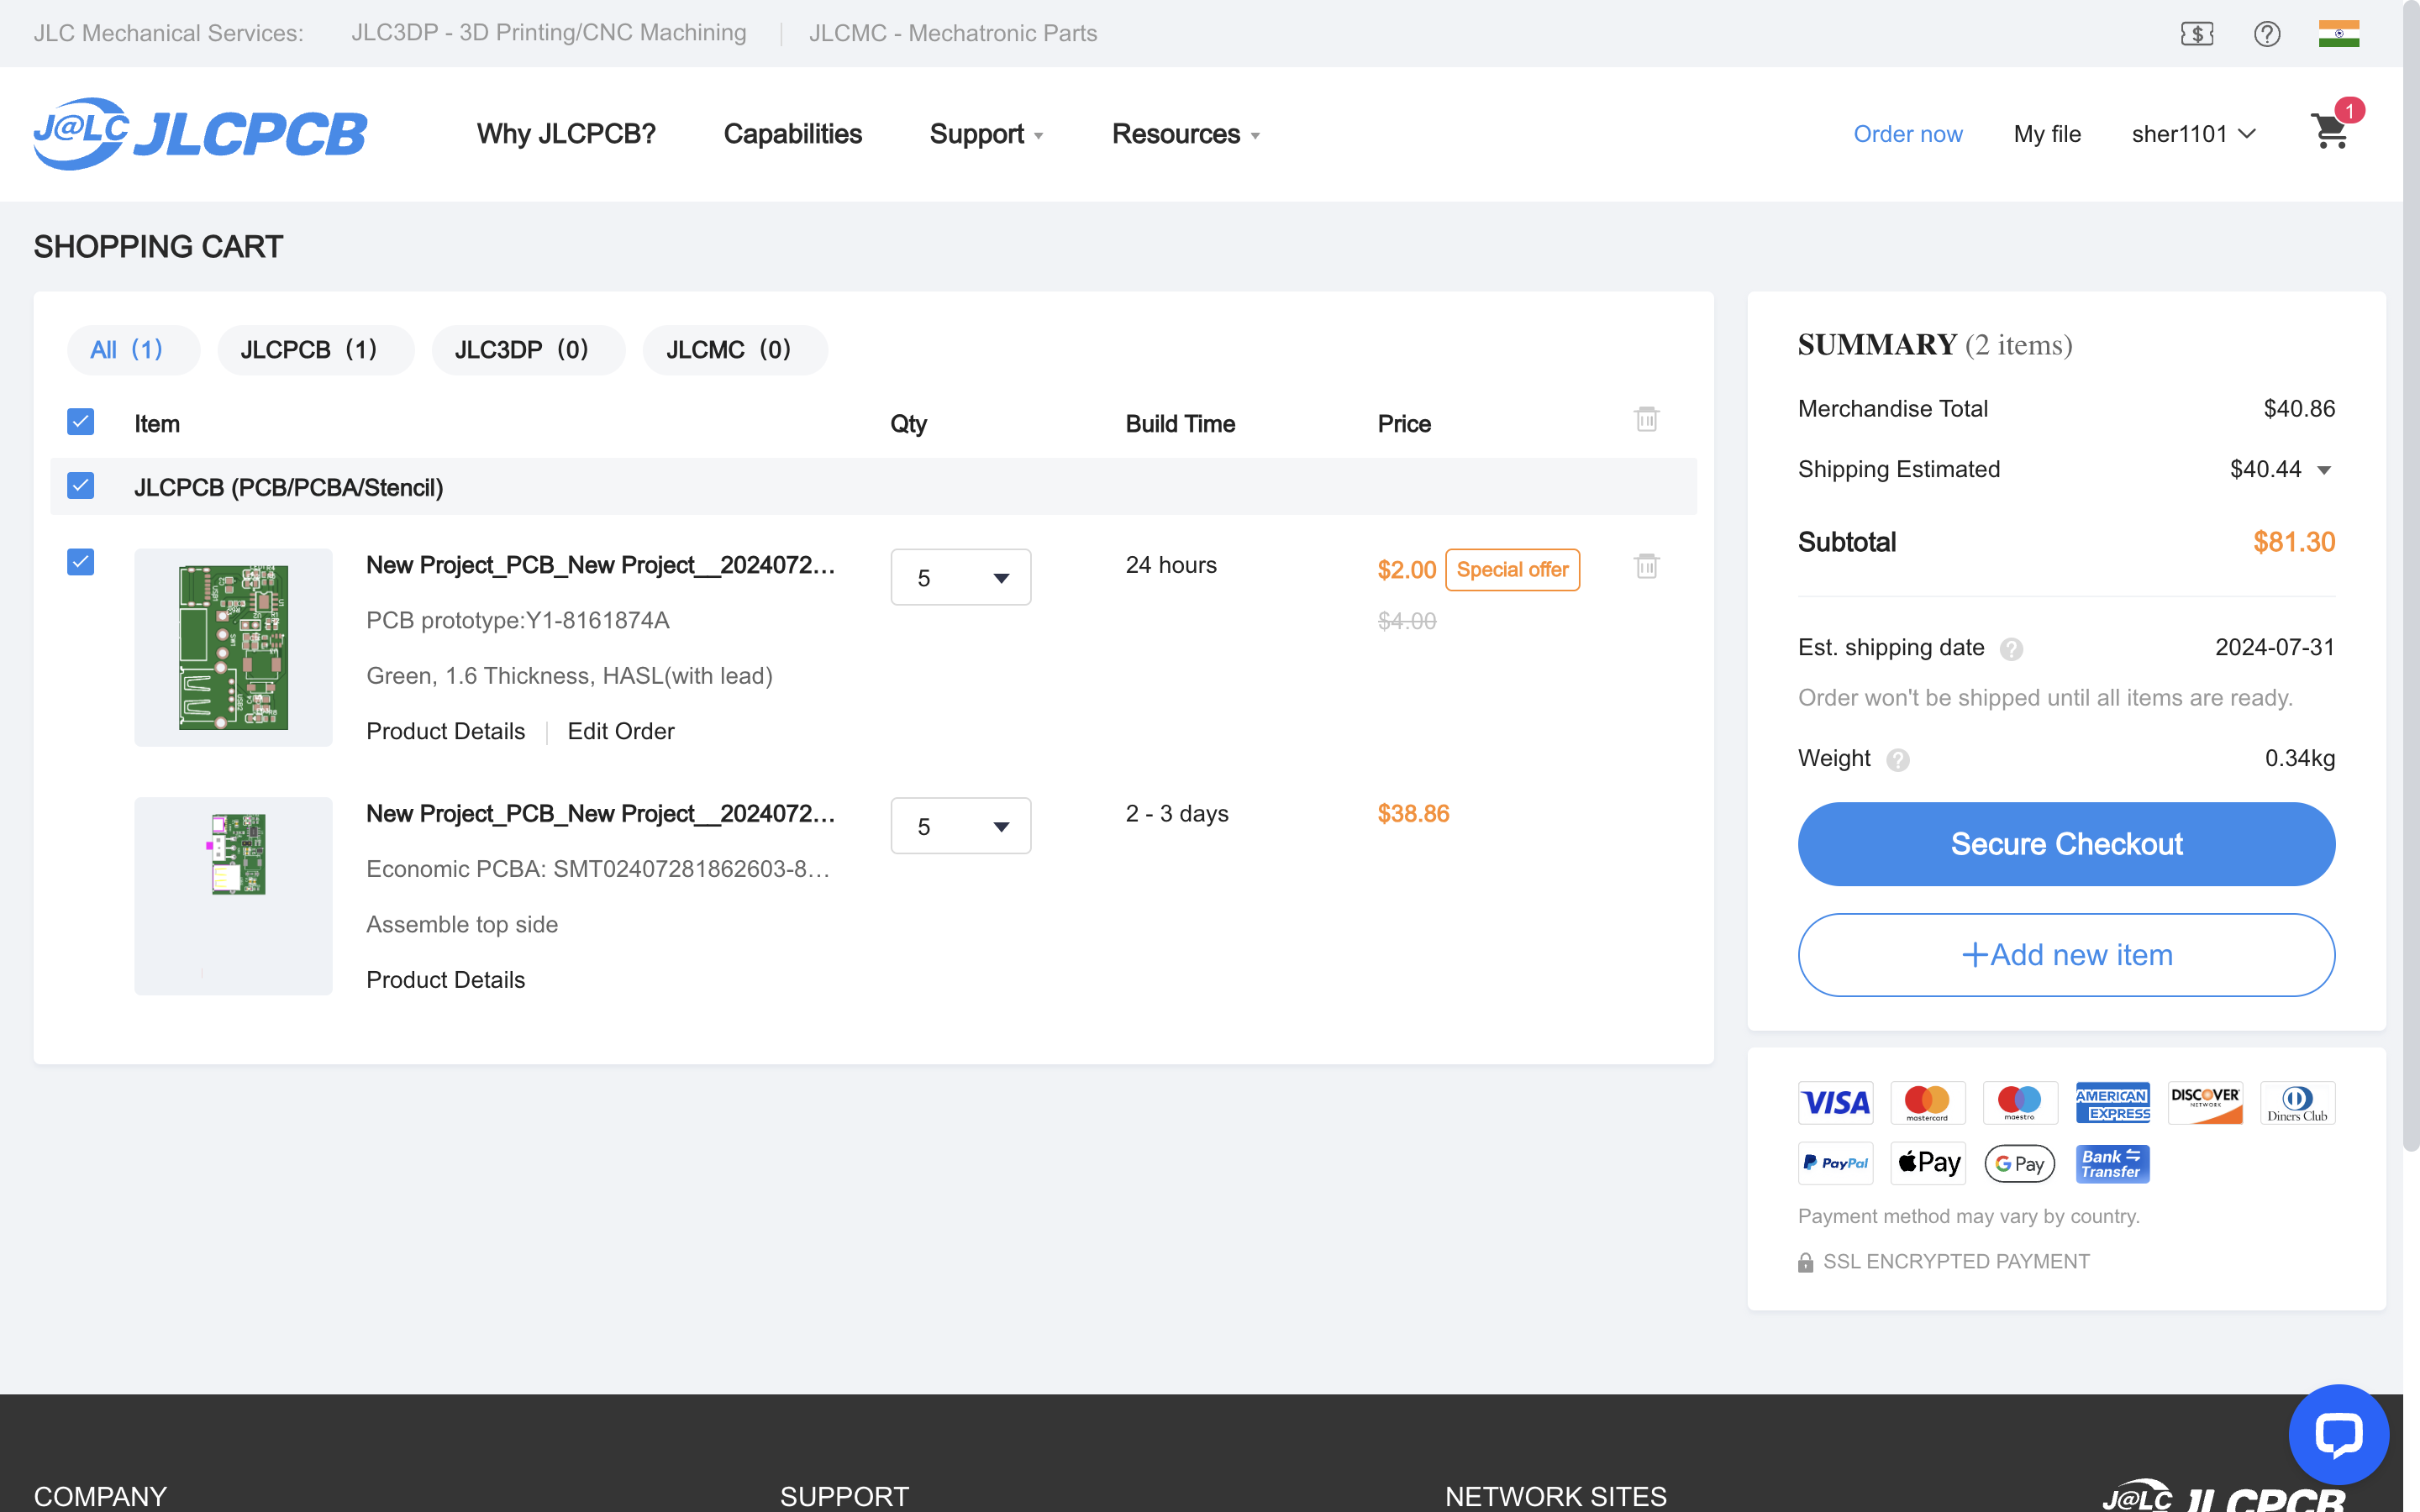 JLC Mechanical Services: JLC3DP - 3D Printing/CNC Machining JLCMC - Mechatronic Parts
J@LC JLCPCB Why JLCPCB? Capabilities Support Resources Order now My file sher1101 1
SHOPPING CART
All (1) JLCPCB (1) JLC3DP (0) JLCMC (0)
Item Qty Build Time Price
JLCPCB (PCB/PCBA/Stencil)
New Project_PCB_New Project__2024072... 5 24 hours $2.00 Special offer
PCB prototype:Y1-8161874A $4.00
Green, 1.6 Thickness, HASL(with lead)
Product Details Edit Order
New Project_PCB_New Project__2024072... 5 2 - 3 days $38.86
Economic PCBA: SMT02407281862603-8...
Assemble top side
Product Details
SUMMARY (2 items)
Merchandise Total $40.86
Shipping Estimated $40.44
Subtotal $81.30
Est. shipping date ? 2024-07-31
Order won't be shipped until all items are ready.
Weight ? 0.34kg
Secure Checkout
+Add new item
VISA mastercard maestro AMERICAN EXPRESS DISCOVER NETWORK Diners Club
PayPal Pay G Pay Bank Transfer
Payment method may vary by country.
SSL ENCRYPTED PAYMENT
COMPANY SUPPORT NETWORK SITES J@LC JLCPCB